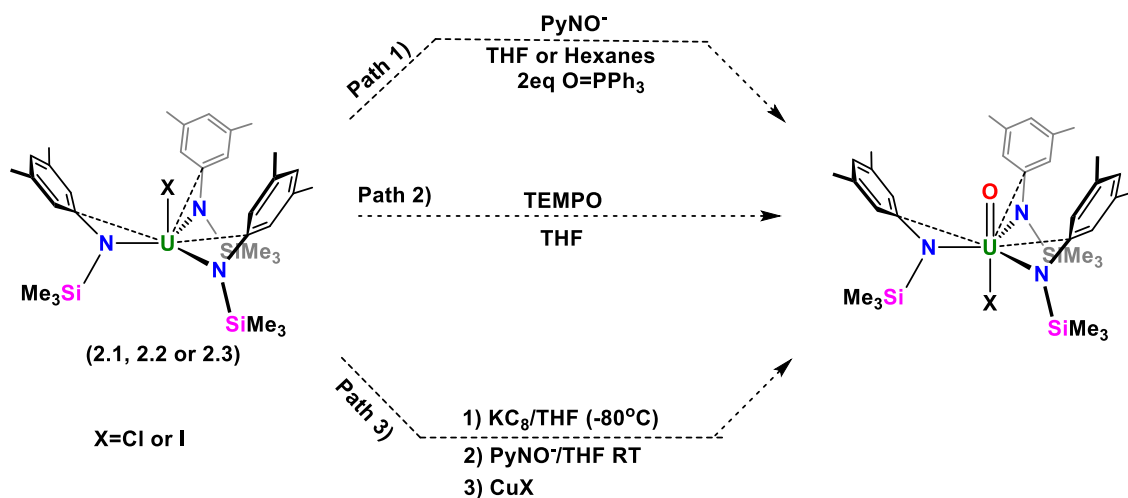 Path 1)
PyNO-
THF or Hexanes
2eq O=PPh3
X
U
N
N
N
SiMe3
Me3Si
SiMe3
(2.1, 2.2 or 2.3)
X=Cl or I
Path 2)
TEMPO
THF
Path 3)
1) KC8/THF (-80oC)
2) PyNO-/THF RT
3) CuX
O
U
N
N
N
SiMe3
Me3Si
X
SiMe3